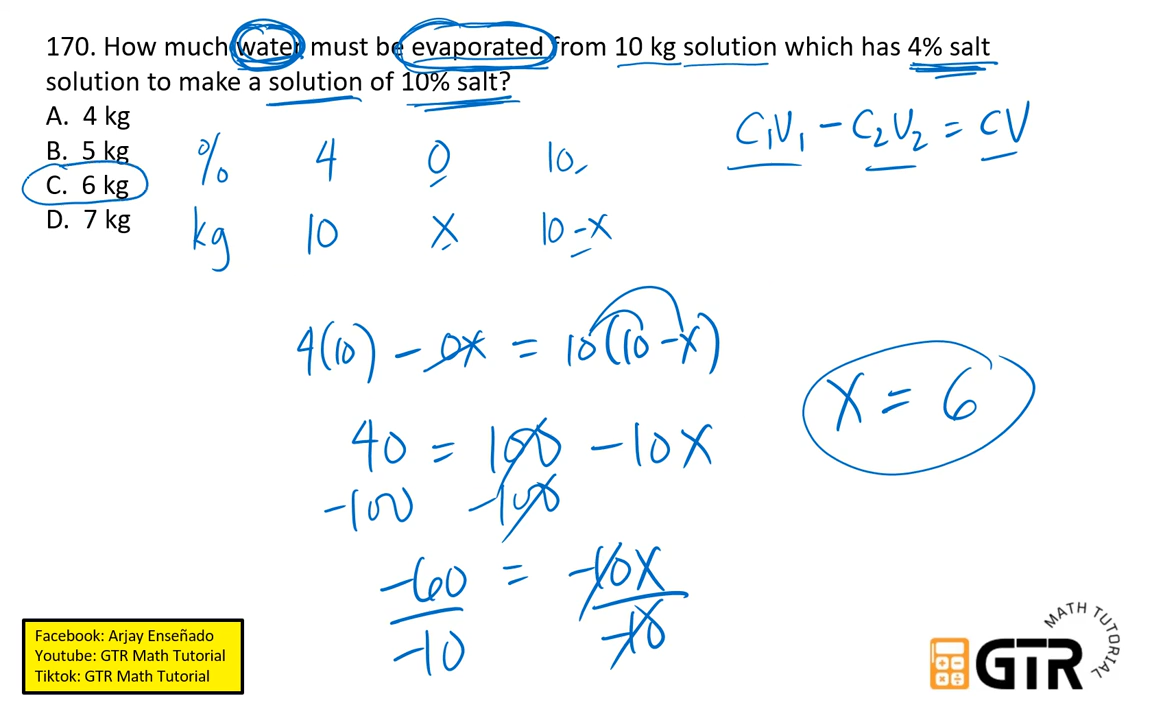 170. How much water must be evaporated from 10 kg solution which has 4% salt
solution to make a solution of 10% salt?
A. 4 kg
B. 5 kg
C. 6 kg
D. 7 kg
% 4 0 10
kg 10 x 10-x
C₁V₁ - C₂V₂ = CV
4(10) - 0x = 10(10-x)
40 = 100 - 10x
-100 -100
-60 = -10x
-10 -10
x = 6
Facebook: Arjay Enseñado
Youtube: GTR Math Tutorial
Tiktok: GTR Math Tutorial
GTR
MATH TUTORIAL